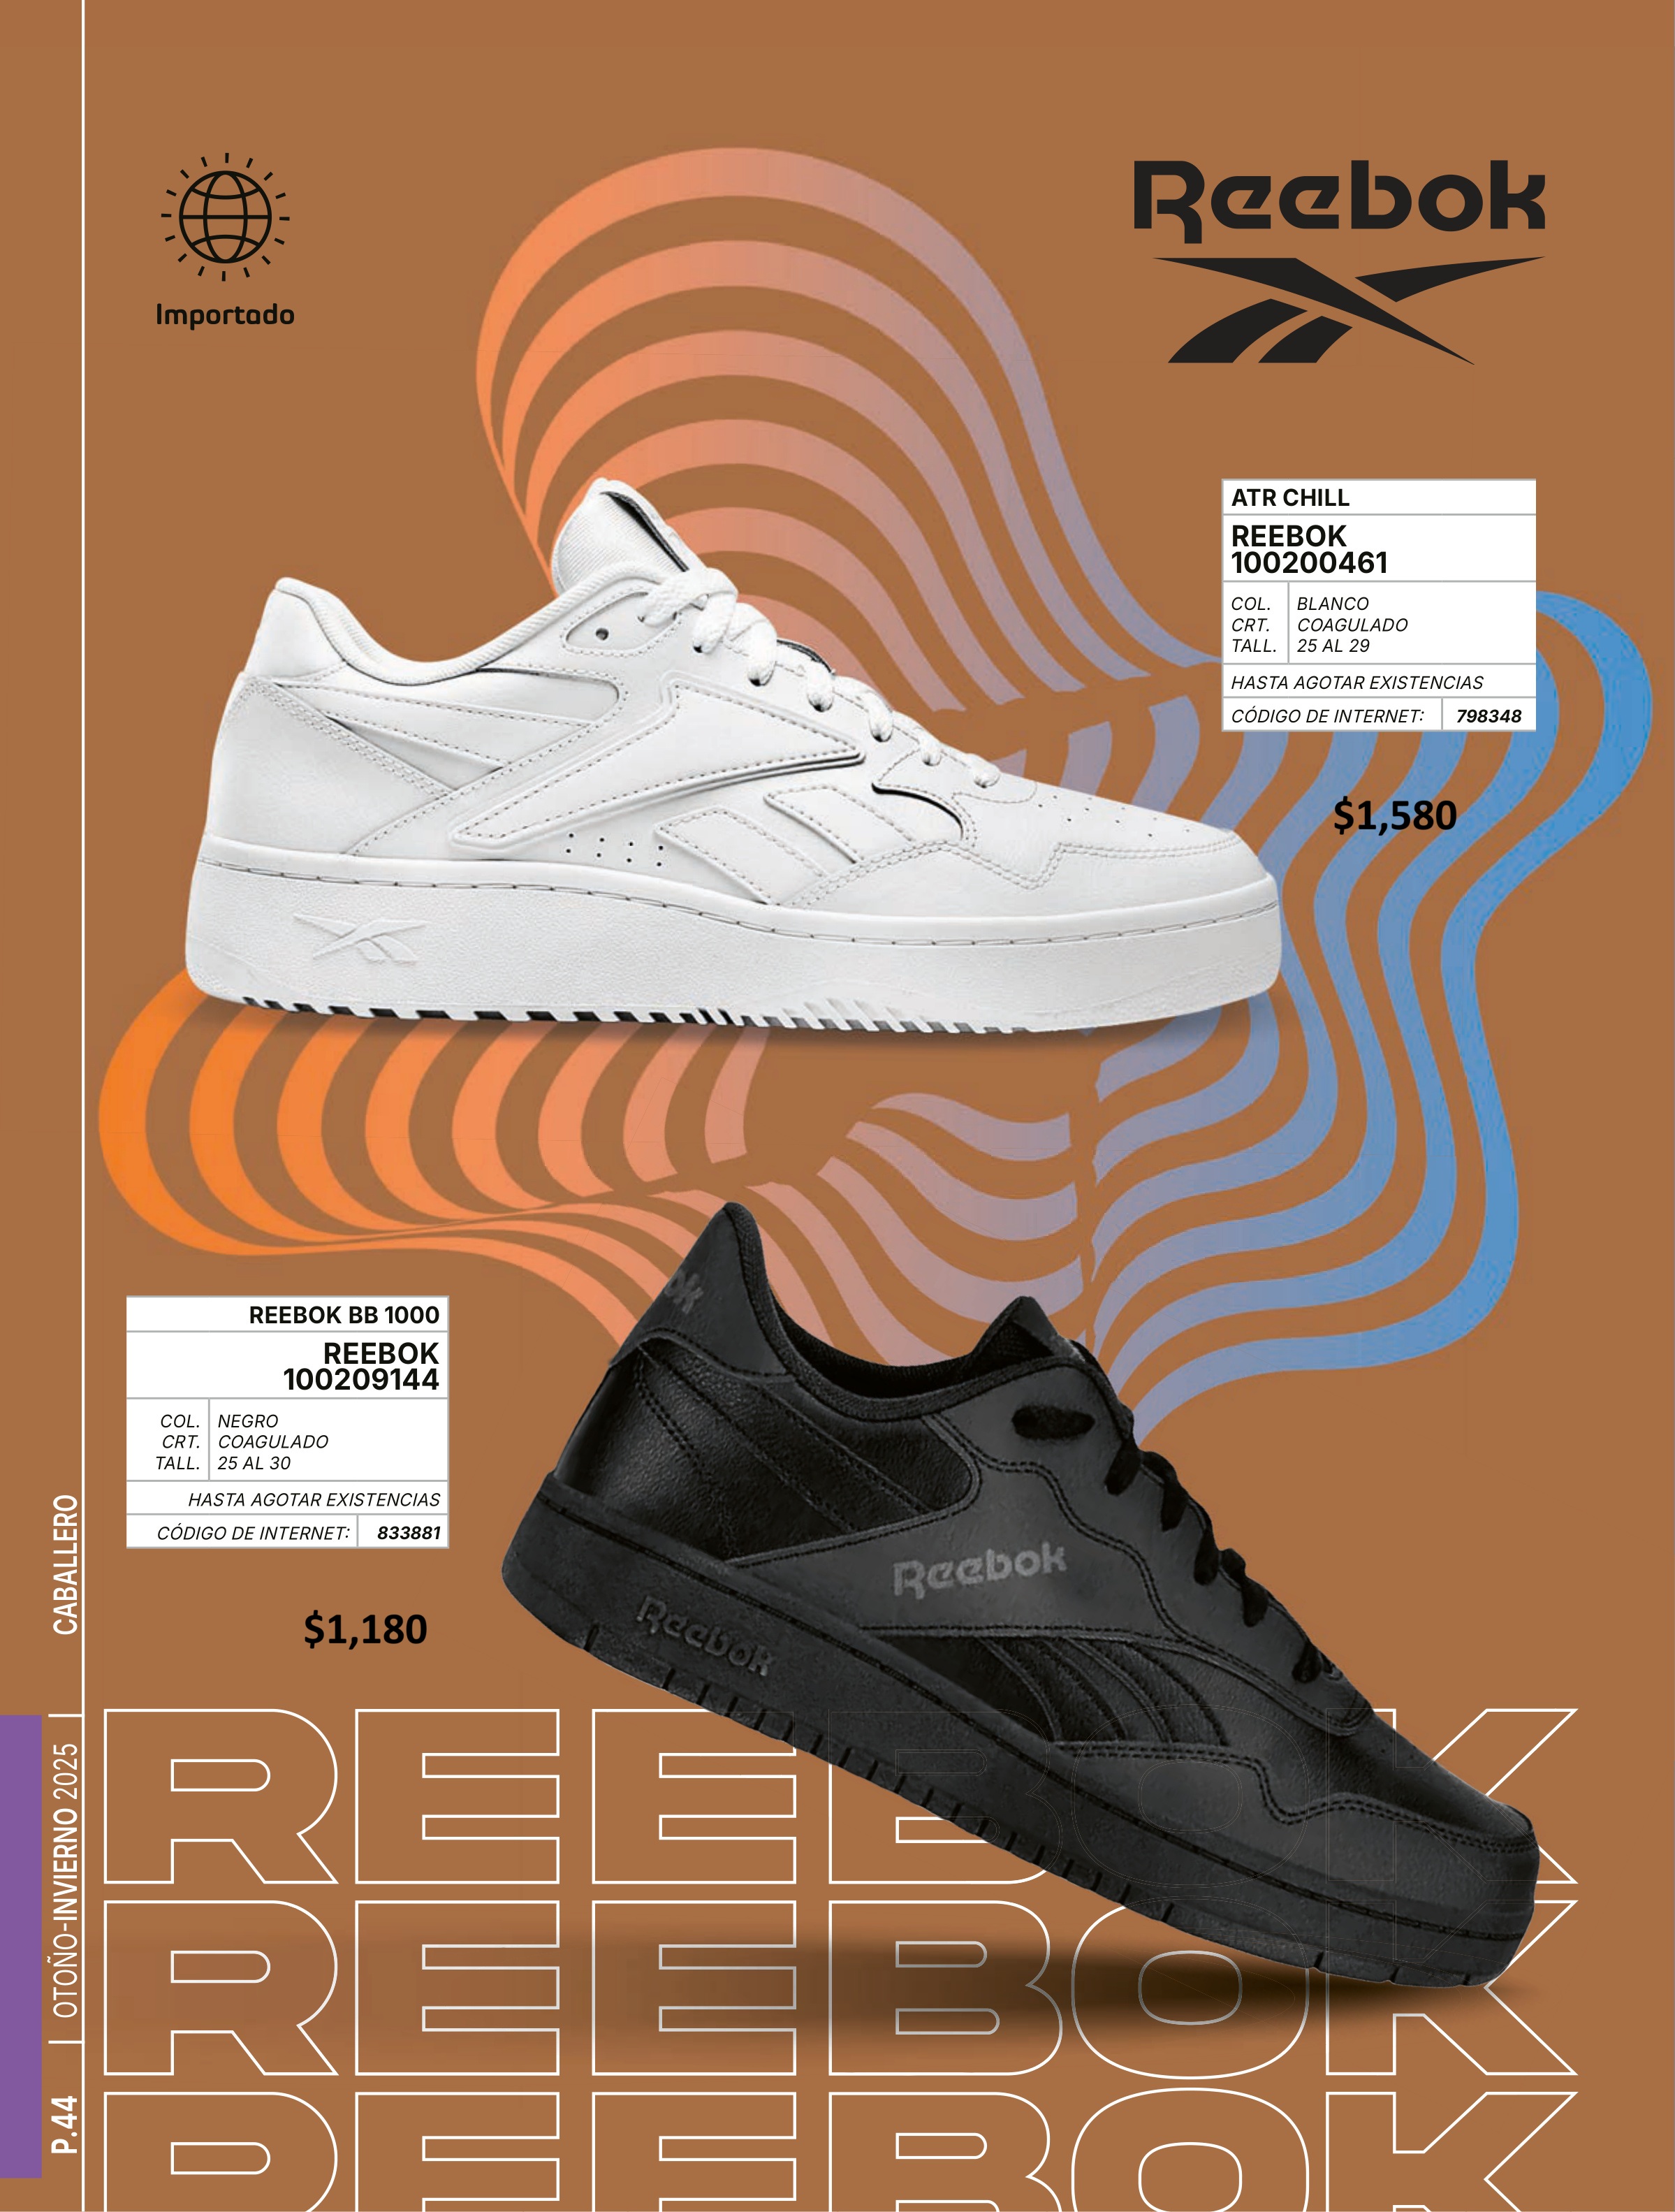 Importado
Reebok
ATR CHILL
REEBOK
100200461
COL. BLANCO
CRT. COAGULADO
TALL. 25 AL 29
HASTA AGOTAR EXISTENCIAS
CÓDIGO DE INTERNET: 798348
$1,580
REEBOK BB 1000
REEBOK
100209144
COL. NEGRO
CRT. COAGULADO
TALL. 25 AL 30
HASTA AGOTAR EXISTENCIAS
CÓDIGO DE INTERNET: 833881
$1,180
Reebok
Reebok
REEBOK
REEBOK
REEBOK
P.44 | OTOÑO-INVIERNO 2025 | CABALLERO